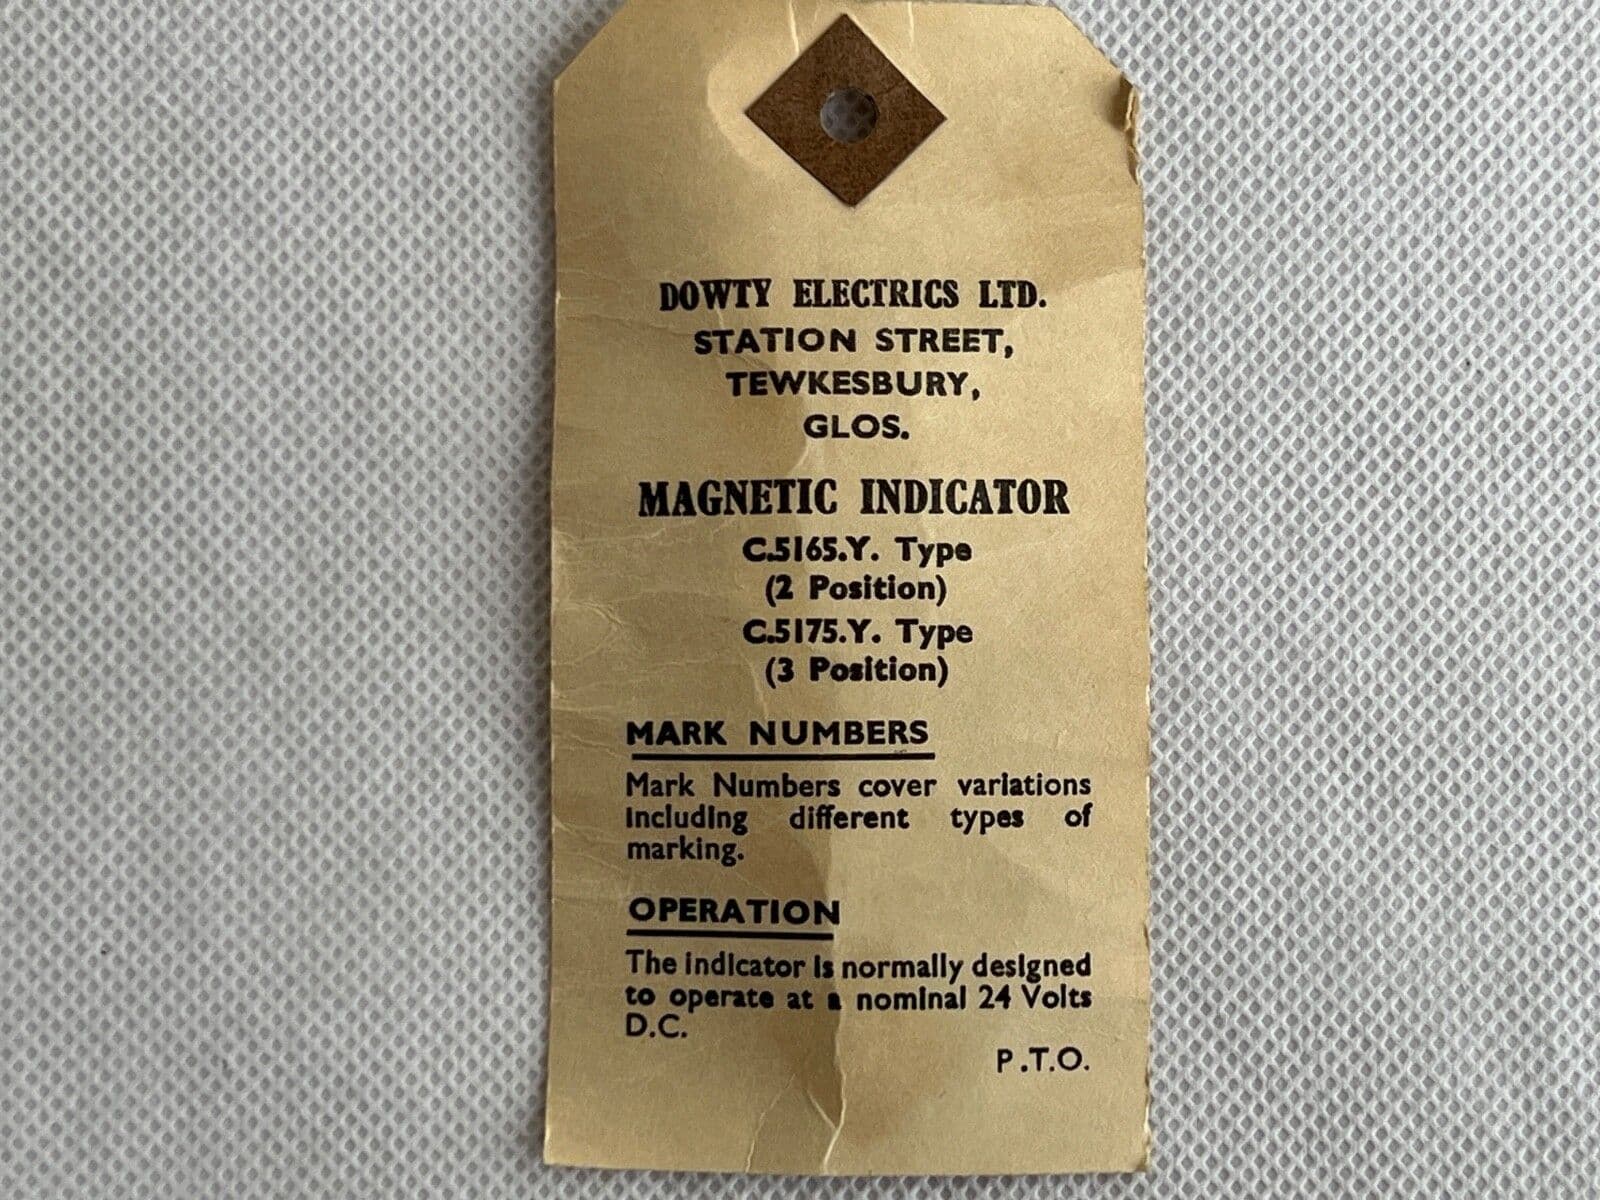 DOWTY ELECTRICS LTD.
STATION STREET,
TEWKESBURY,
GLOS.
MAGNETIC INDICATOR
C.5165.Y. Type
(2 Position)
C.5175.Y. Type
(3 Position)
MARK NUMBERS
Mark Numbers cover variations
including different types of
marking.
OPERATION
The indicator is normally designed
to operate at a nominal 24 Volts
D.C.
P.T.O.